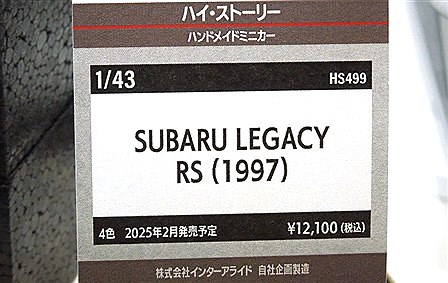 ハイ・ストーリー
ハンドメイドミニカー
1/43 HS499
SUBARU LEGACY
RS (1997)
4色 2025年2月発売予定 ¥12,100(税込)
株式会社インターアライド 自社企画製造